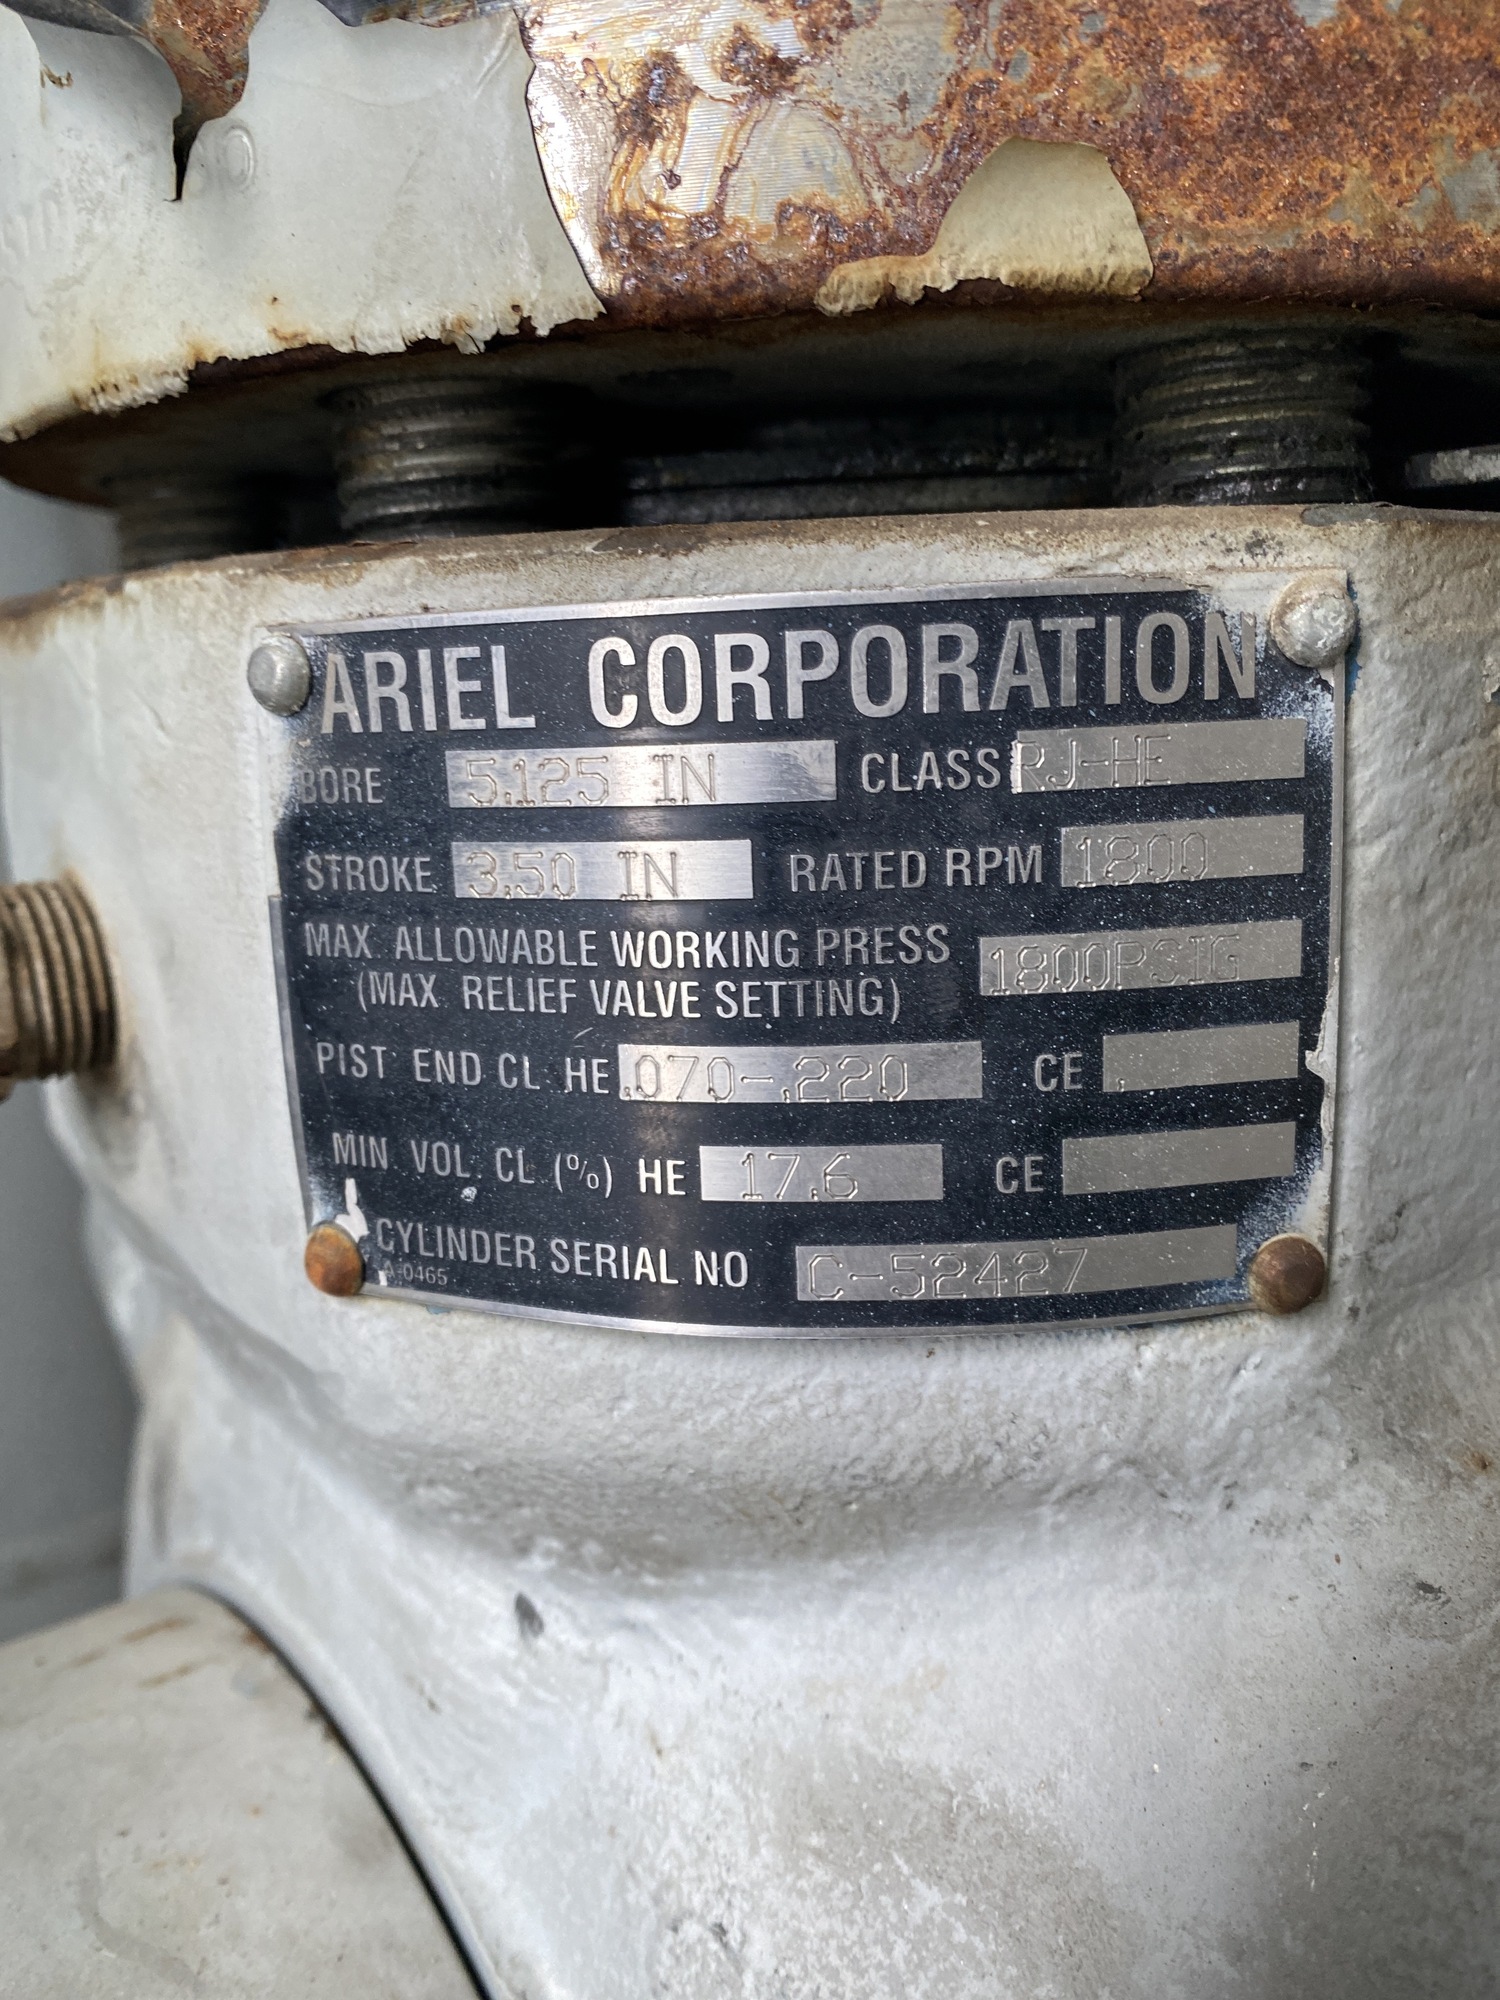 ARIEL CORPORATION
BORE 5.125 IN CLASS RJ-HE
STROKE 3.50 IN RATED RPM 1800
MAX. ALLOWABLE WORKING PRESS 1800PSIG
(MAX. RELIEF VALVE SETTING)
PIST. END CL. HE .070-.220 CE .
MIN. VOL. CL. (%) HE 17.6 CE
CYLINDER SERIAL NO C-52427
A-0465